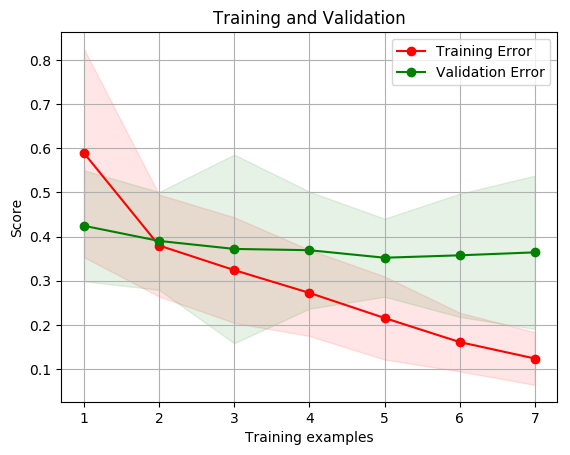 Training and Validation
Training Error
Validation Error
Score
0.8
0.7
0.6
0.5
0.4
0.3
0.2
0.1
1 2 3 4 5 6 7
Training examples